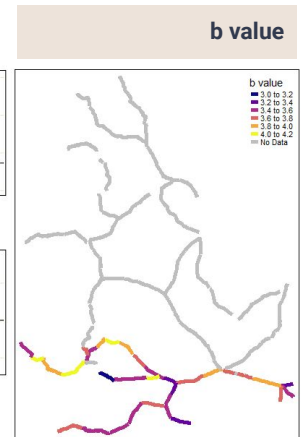 b value
b value
3.0 to 3.2
3.2 to 3.4
3.4 to 3.6
3.6 to 3.8
3.8 to 4.0
4.0 to 4.2
No Data